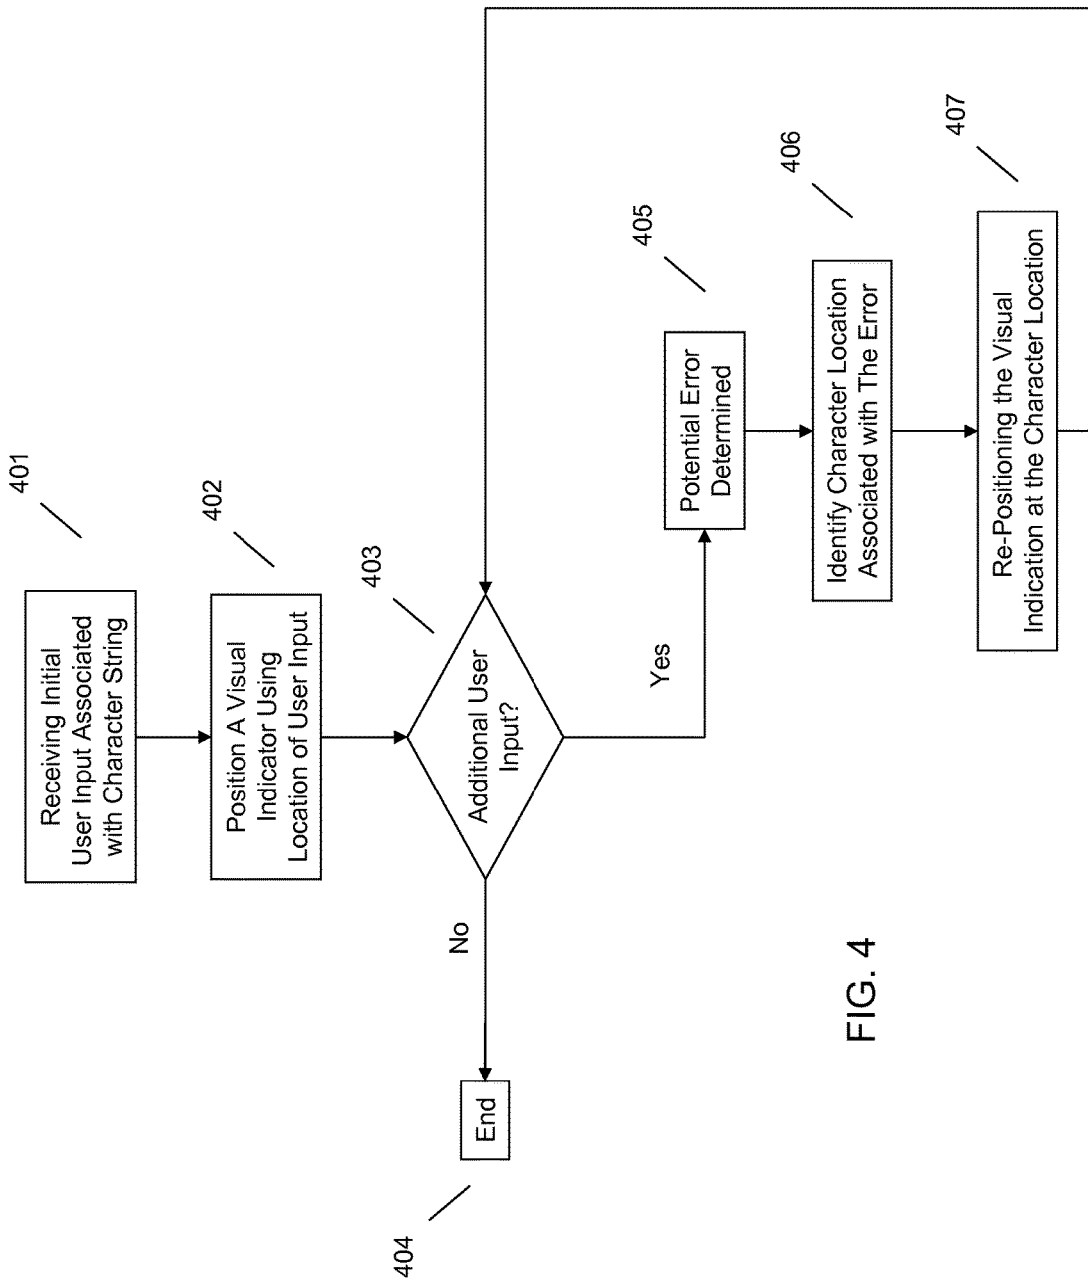 401
Receiving Initial
User Input Associated
with Character String
402
Position A Visual
Indicator Using
Location of User Input
403
Additional User
Input?
No
End
404
Yes
405
Potential Error
Determined
406
Identify Character Location
Associated with The Error
407
Re-Positioning the Visual
Indication at the Character Location
FIG. 4